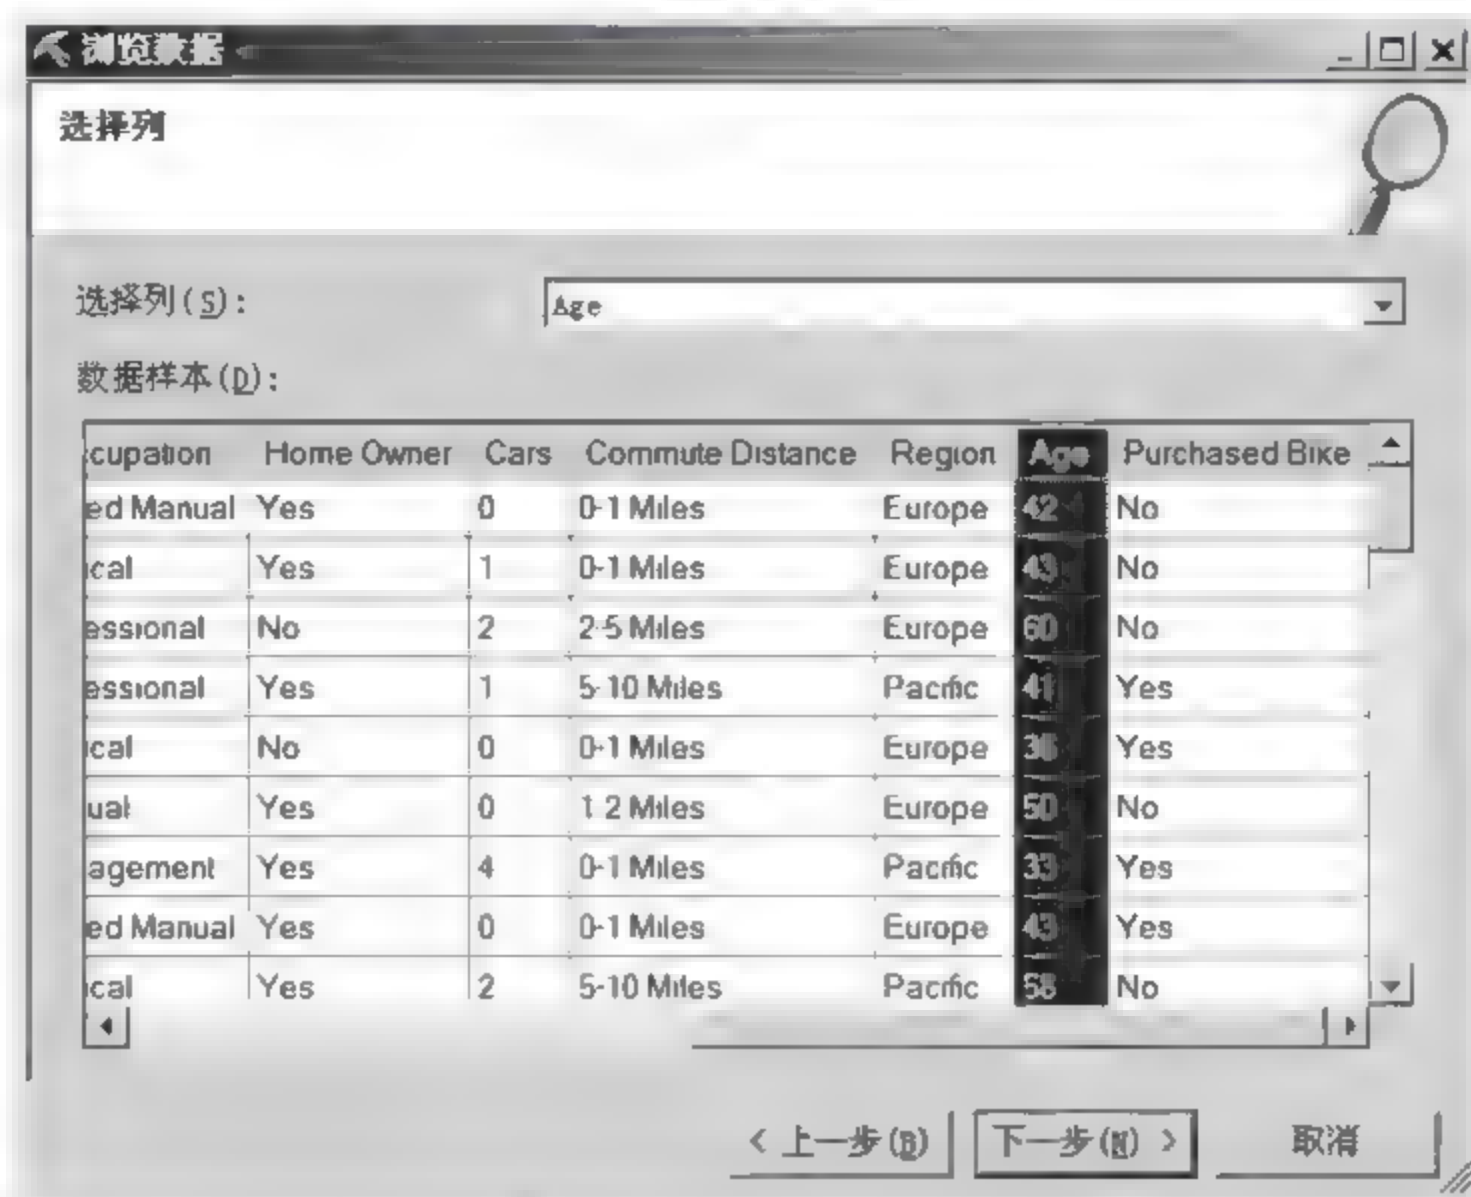 浏览数据
选择列
选择列(S): Age
数据样本(D):
cupation Home Owner Cars Commute Distance Region Age Purchased Bike
ed Manual Yes 0 0-1 Miles Europe 42 No
ical Yes 1 0-1 Miles Europe 43 No
essional No 2 2-5 Miles Europe 60 No
essional Yes 1 5-10 Miles Pacific 41 Yes
ical No 0 0-1 Miles Europe 36 Yes
ual Yes 0 1-2 Miles Europe 50 No
agement Yes 4 0-1 Miles Pacific 33 Yes
ed Manual Yes 0 0-1 Miles Europe 43 Yes
ical Yes 2 5-10 Miles Pacific 58 No
< 上一步(B) 下一步(N) > 取消